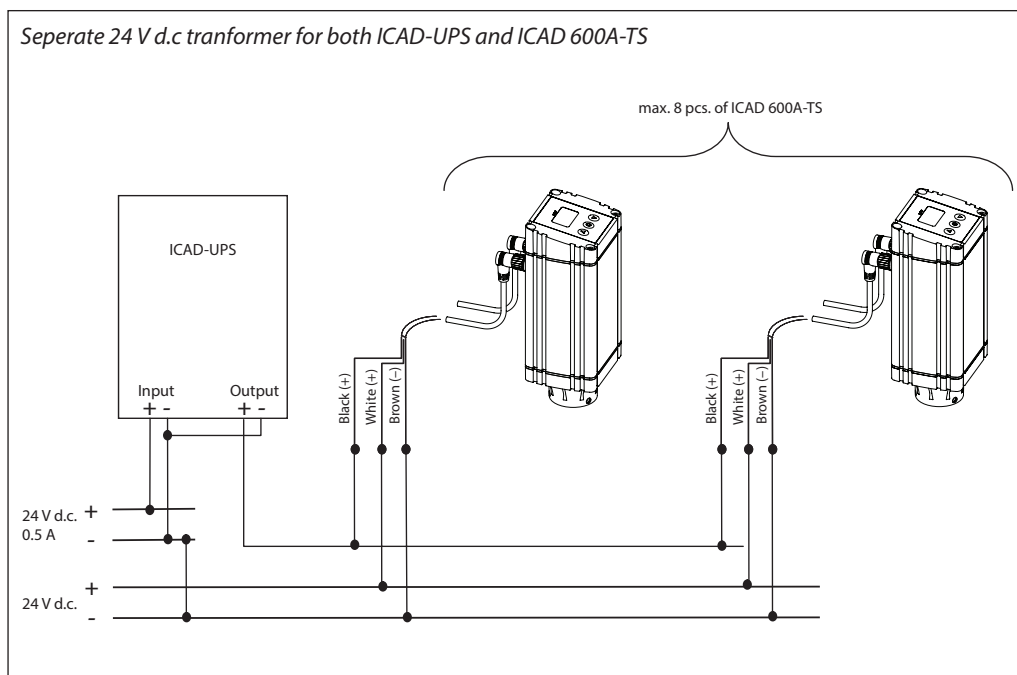 Seperate 24 V d.c tranformer for both ICAD-UPS and ICAD 600A-TS
max. 8 pcs. of ICAD 600A-TS
ICAD-UPS
Input
Output
+ -
+ -
Black (+)
White (+)
Brown (–)
Black (+)
White (+)
Brown (–)
24 V d.c. +
0.5 A -
+
24 V d.c.
-